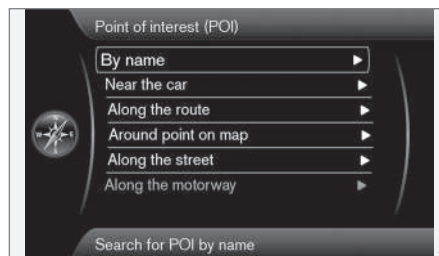 Point of interest (POI)
By name
Near the car
Along the route
Around point on map
Along the street
Along the motorway
Search for POI by name